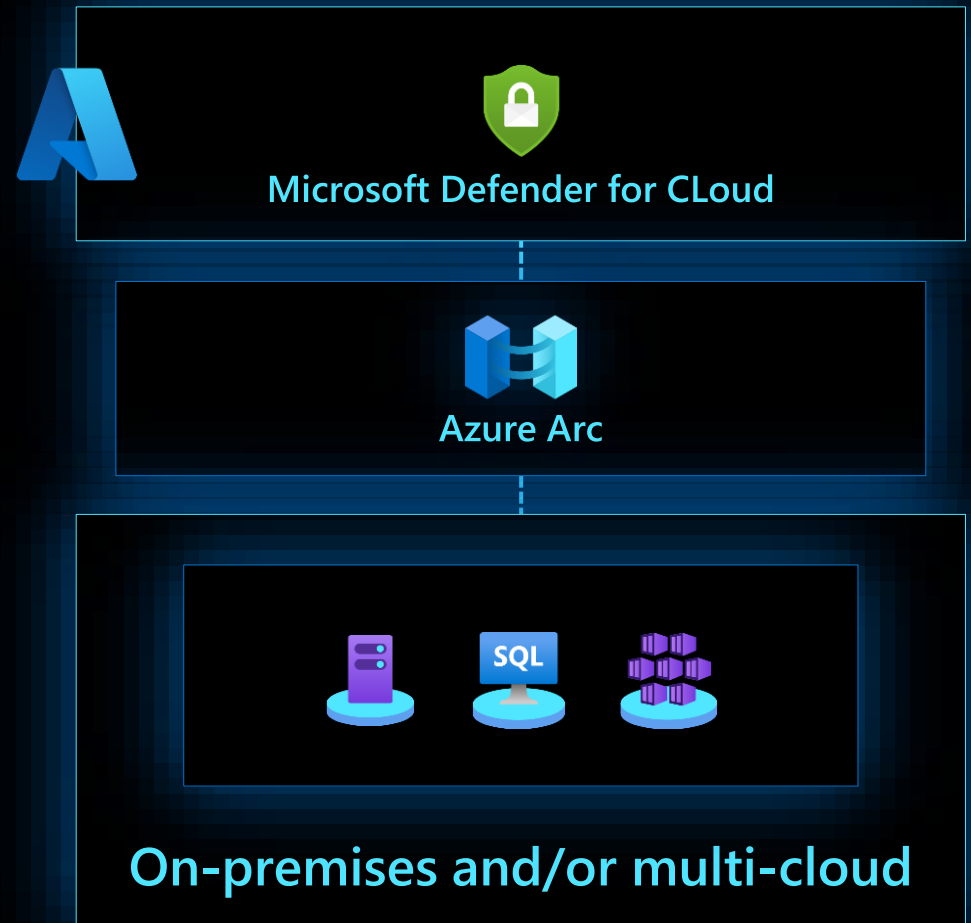 Microsoft Defender for CLoud
Azure Arc
SQL
On-premises and/or multi-cloud